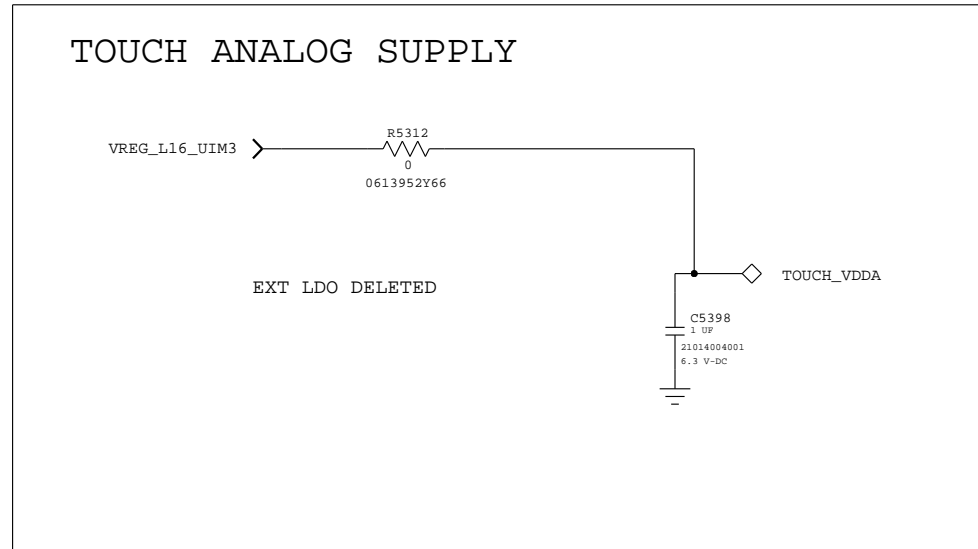 TOUCH ANALOG SUPPLY
R5312
VREG_L16_UIM3
0
0613952Y66
TOUCH_VDDA
EXT LDO DELETED
C5398
1 UF
21014004001
6.3 V-DC